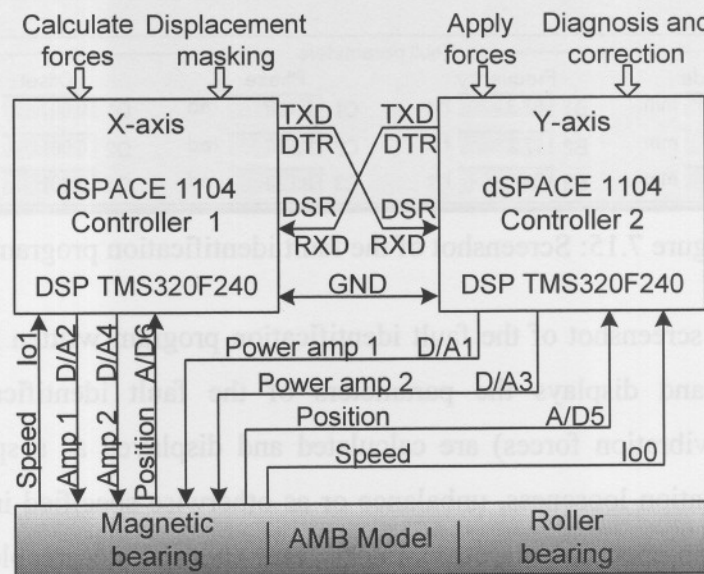 Calculate forces
Displacement masking
Apply forces
Diagnosis and correction
X-axis
dSPACE 1104
Controller 1
DSP TMS320F240
TXD
DTR
DSR
RXD
TXD
DTR
DSR
RXD
GND
Y-axis
dSPACE 1104
Controller 2
DSP TMS320F240
Speed Io1
Amp 1 D/A2
Amp 2 D/A4
Position A/D6
Power amp 1 D/A1
Power amp 2 D/A3
Position A/D5
Speed Io0
Magnetic bearing
AMB Model
Roller bearing